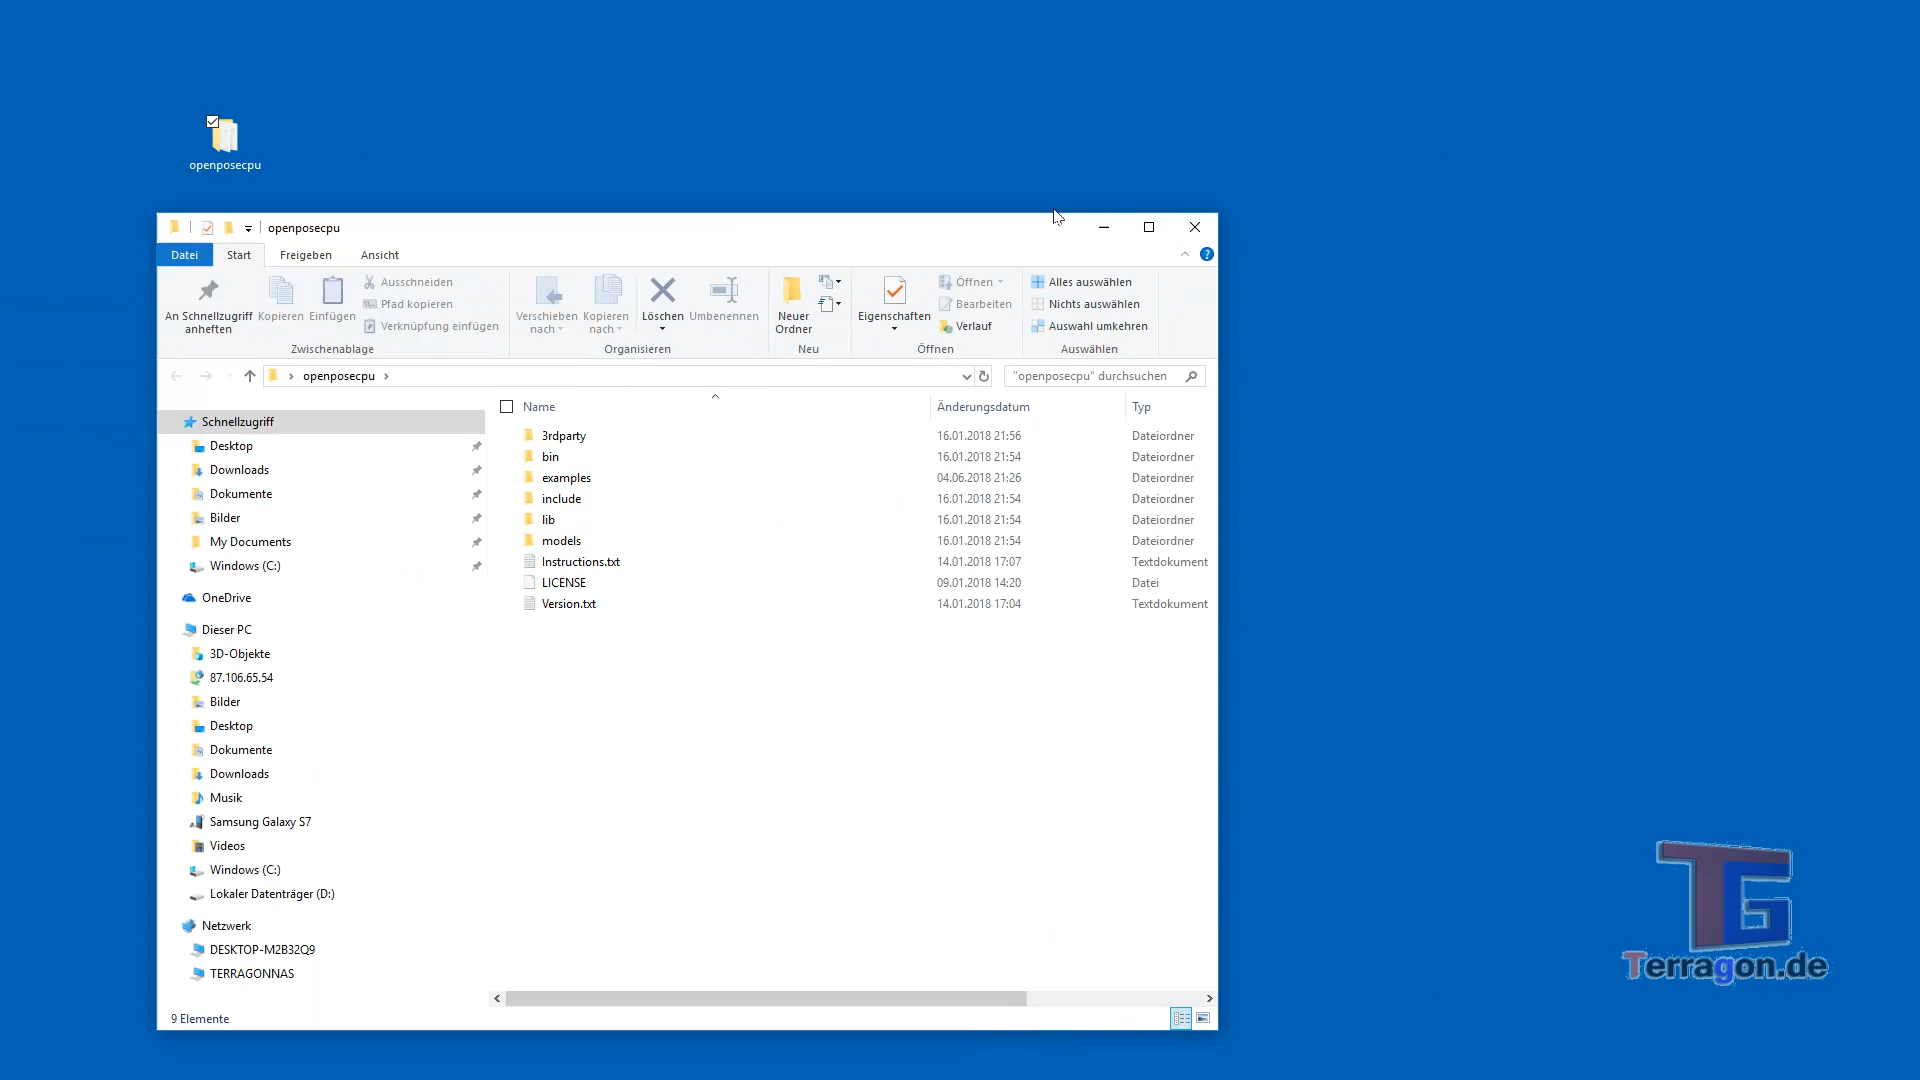 openposecpu
openposecpu
Datei Start Freigeben Ansicht
An Schnellzugriff anheften
Kopieren
Einfügen
Ausschneiden
Pfad kopieren
Verknüpfung einfügen
Zwischenablage
Verschieben nach
Kopieren nach
Löschen
Umbenennen
Organisieren
Neuer Ordner
Neu
Eigenschaften
Öffnen
Bearbeiten
Verlauf
Öffnen
Alles auswählen
Nichts auswählen
Auswahl umkehren
Auswählen
openposecpu
"openposecpu" durchsuchen
Schnellzugriff
Desktop
Downloads
Dokumente
Bilder
My Documents
Windows (C:)
OneDrive
Dieser PC
3D-Objekte
87.106.65.54
Bilder
Desktop
Dokumente
Downloads
Musik
Samsung Galaxy S7
Videos
Windows (C:)
Lokaler Datenträger (D:)
Netzwerk
DESKTOP-M2B32Q9
TERRAGONNAS
Name Änderungsdatum Typ
3rdparty 16.01.2018 21:56 Dateiordner
bin 16.01.2018 21:54 Dateiordner
examples 04.06.2018 21:26 Dateiordner
include 16.01.2018 21:54 Dateiordner
lib 16.01.2018 21:54 Dateiordner
models 16.01.2018 21:54 Dateiordner
Instructions.txt 14.01.2018 17:07 Textdokument
LICENSE 09.01.2018 14:20 Datei
Version.txt 14.01.2018 17:04 Textdokument
9 Elemente
TG
Terragon.de